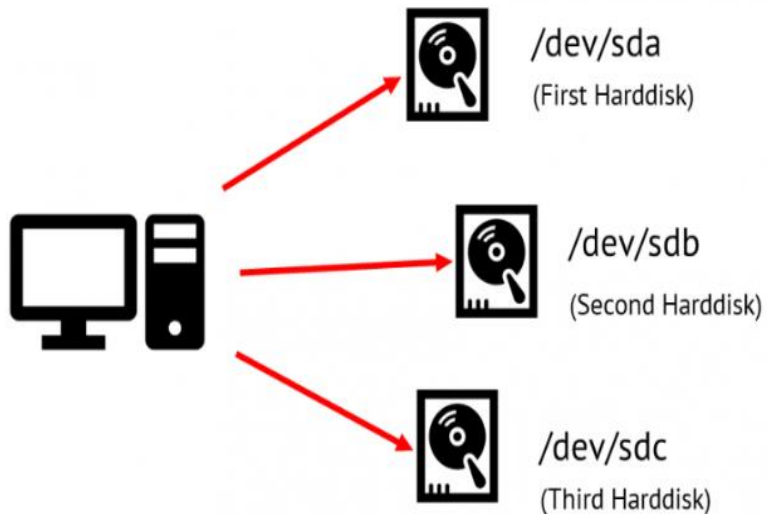 /dev/sda
(First Harddisk)
/dev/sdb
(Second Harddisk)
/dev/sdc
(Third Harddisk)